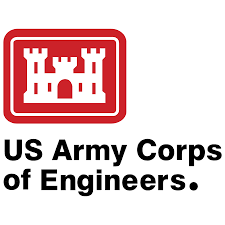 US Army Corps
of Engineers.